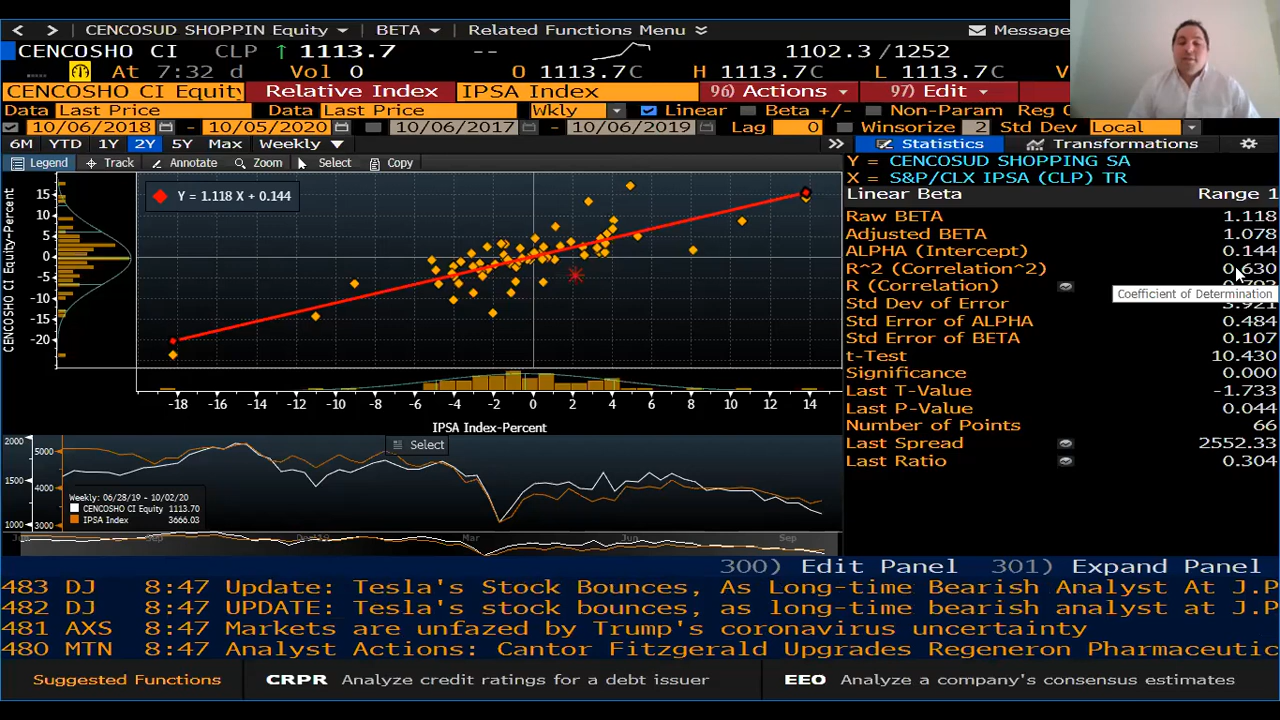 CENCOSUD SHOPPIN Equity BETA Related Functions Menu Message
CENCOSHO CI CLP ↑ 1113.7 -- 1102.3 /1252
At 7:32 d Vol 0 O 1113.7C H 1113.7C L 1113.7C V
CENCOSHO CI Equity Relative Index IPSA Index 96) Actions 97) Edit
Data Last Price Data Last Price Wkly Linear Beta +/- Non-Param Reg O
10/06/2018 - 10/05/2020 10/06/2017 - 10/06/2019 Lag 0 Winsorize 2 Std Dev Local
6M YTD 1M 2Y 5Y Max Weekly ▼ » Statistics Transformations
Legend Track Annotate Zoom Select Copy
Y = CENCOSUD SHOPPING SA
X = S&P/CLX IPSA (CLP) TR
Linear Beta Range 1
Raw BETA 1.118
Adjusted BETA 1.078
ALPHA (Intercept) 0.144
R^2 (Correlation^2) 0.630
R (Correlation)
Coefficient of Determination
Std Dev of Error 3.921
Std Error of ALPHA 0.484
Std Error of BETA 0.107
t-Test 10.430
Significance 0.000
Last T-Value -1.733
Last P-Value 0.044
Number of Points 66
Last Spread 2552.33
Last Ratio 0.304
Y = 1.118 X + 0.144
CENCOSHO CI Equity-Percent
15
10
5
0
-5
-10
-15
-20
-18 -16 -14 -12 -10 -8 -6 -4 -2 0 2 4 6 8 10 12 14
IPSA Index-Percent
Select
2000 5000
4000
1000 3000
Weekly: 06/28/19 - 10/02/20
CENCOSHO CI Equity 1113.70
IPSA Index 3666.03
Sep Dec'19 Mar Jun Sep
300) Edit Panel 301) Expand Panel
483 DJ 8:47 Update: Tesla's Stock Bounces, As Long-time Bearish Analyst At J.P
482 DJ 8:47 UPDATE: Tesla's stock bounces, as long-time bearish analyst at J.P
481 AXS 8:47 Markets are unfazed by Trump's coronavirus uncertainty
480 MTN 8:47 Analyst Actions: Cantor Fitzgerald Upgrades Regeneron Pharmaceutic
Suggested Functions CRPR Analyze credit ratings for a debt issuer EEO Analyze a company's consensus estimates